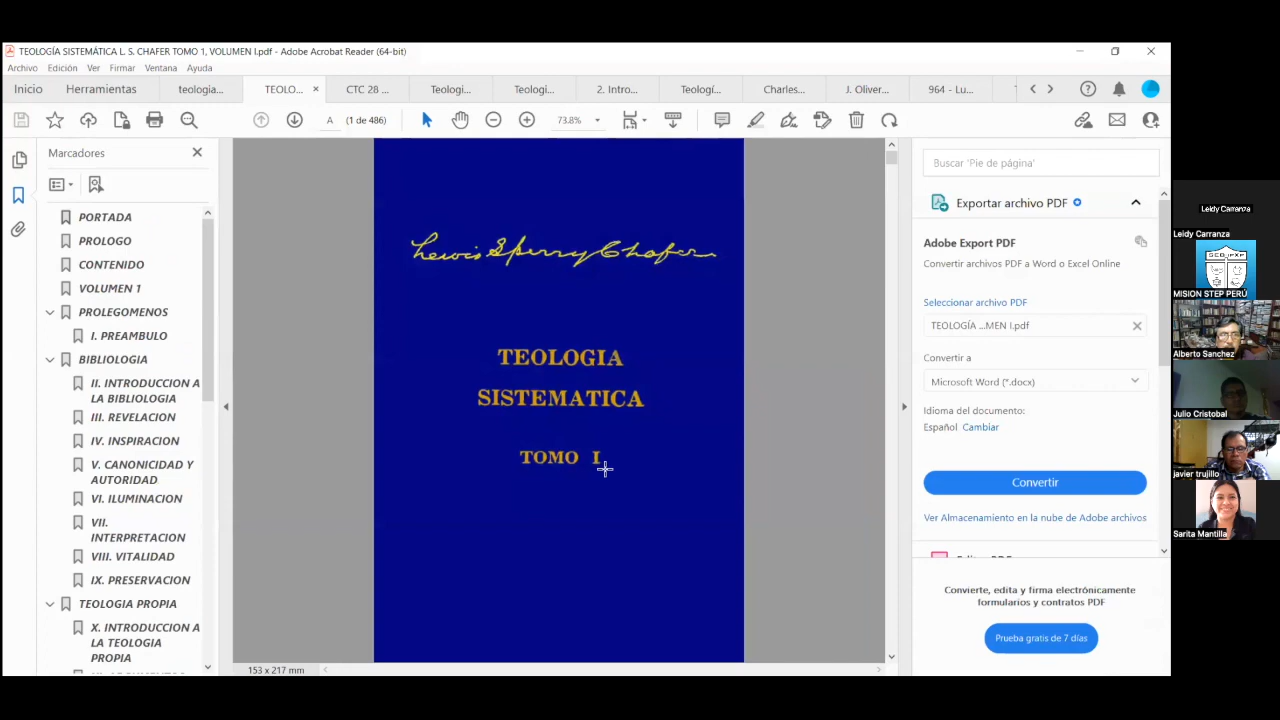 TEOLOGÍA SISTEMÁTICA L. S. CHAFER TOMO 1, VOLUMEN I.pdf - Adobe Acrobat Reader (64-bit)
Archivo Edición Ver Firmar Ventana Ayuda
Inicio Herramientas teologia... TEOLO... CTC 28 ... Teologi... Teologi... 2. Intro... Teologí... Charles... J. Oliver... 964 - Lu...
A (1 de 486) 73.8%
Marcadores
PORTADA
PROLOGO
CONTENIDO
VOLUMEN 1
PROLEGOMENOS
I. PREAMBULO
BIBLIOLOGIA
II. INTRODUCCION A
LA BIBLIOLOGIA
III. REVELACION
IV. INSPIRACION
V. CANONICIDAD Y
AUTORIDAD
VI. ILUMINACION
VII.
INTERPRETACION
VIII. VITALIDAD
IX. PRESERVACION
TEOLOGIA PROPIA
X. INTRODUCCION A
LA TEOLOGIA
PROPIA
Lewis Sperry Chafer
TEOLOGIA
SISTEMATICA
TOMO I
153 x 217 mm
Buscar 'Pie de página'
Exportar archivo PDF
Adobe Export PDF
Convertir archivos PDF a Word o Excel Online
Seleccionar archivo PDF
TEOLOGÍA ...MEN I.pdf
Convertir a
Microsoft Word (*.docx)
Idioma del documento:
Español Cambiar
Convertir
Ver Almacenamiento en la nube de Adobe archivos
Convierte, edita y firma electrónicamente
formularios y contratos PDF
Prueba gratis de 7 días
Leidy Carranza
Leidy Carranza
MISION STEP PERÚ
Alberto Sanchez
Julio Cristobal
javier trujillo
Sarita Mantilla